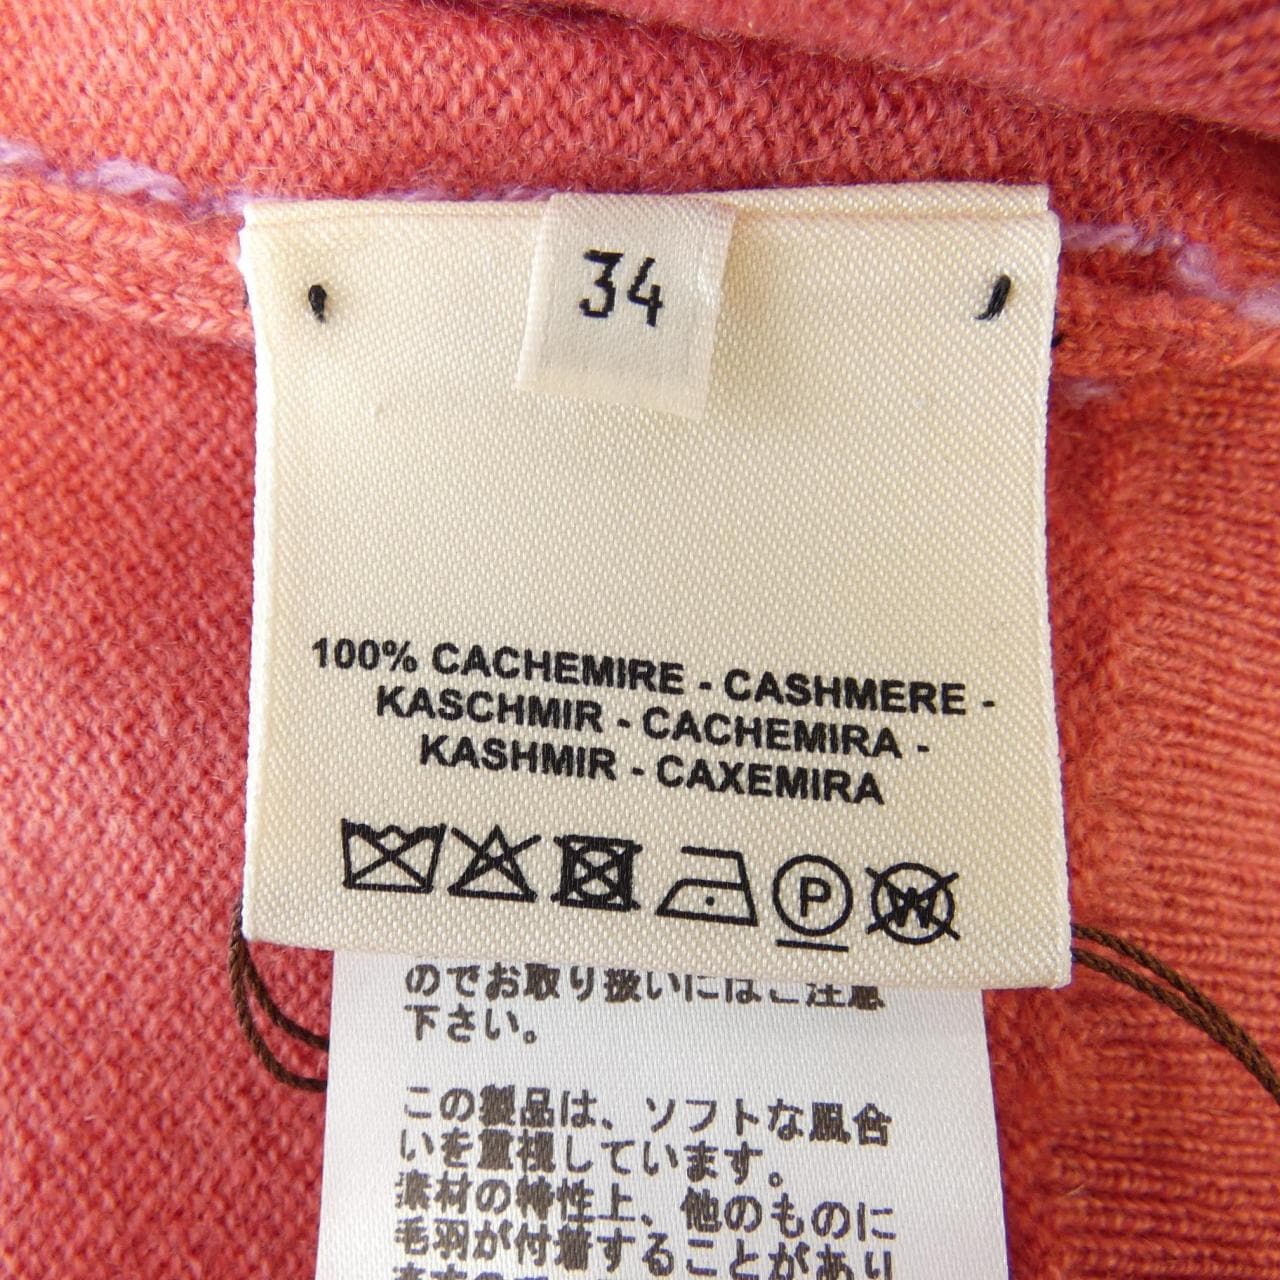 34
100% CACHEMIRE - CASHMERE -
KASCHMIR - CACHEMIRA -
KASHMIR - CAXEMIRA
P
W
のでお取り扱いにはご注意
下さい。
この製品は、ソフトな風合
いを重視しています。
素材の特性上、他のものに
毛羽が付着することがあり